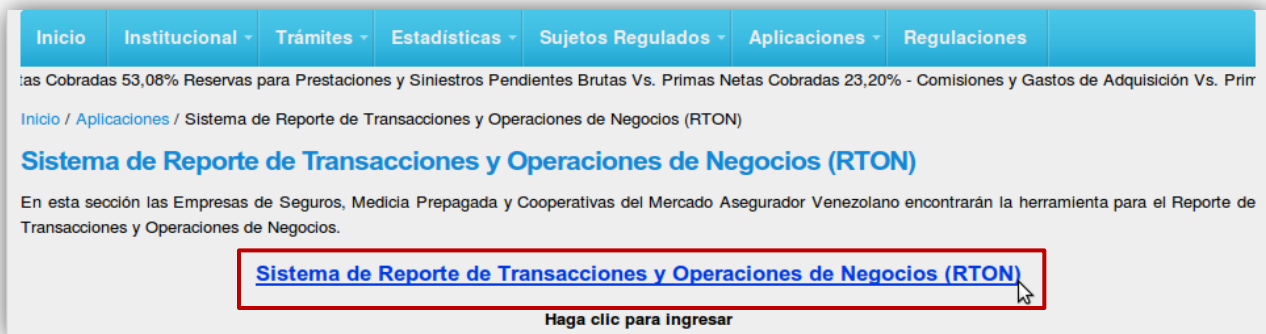 Inicio Institucional Trámites Estadísticas Sujetos Regulados Aplicaciones Regulaciones
tas Cobradas 53,08% Reservas para Prestaciones y Siniestros Pendientes Brutas Vs. Primas Netas Cobradas 23,20% - Comisiones y Gastos de Adquisición Vs. Prim
Inicio / Aplicaciones / Sistema de Reporte de Transacciones y Operaciones de Negocios (RTON)
Sistema de Reporte de Transacciones y Operaciones de Negocios (RTON)
En esta sección las Empresas de Seguros, Medicia Prepagada y Cooperativas del Mercado Asegurador Venezolano encontrarán la herramienta para el Reporte de
Transacciones y Operaciones de Negocios.
Sistema de Reporte de Transacciones y Operaciones de Negocios (RTON)
Haga clic para ingresar